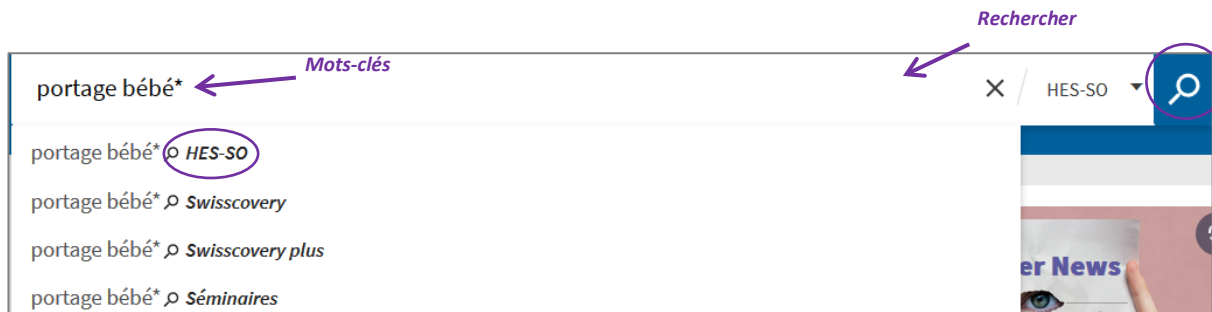 Rechercher
Mots-clés
portage bébé*
HES-SO
portage bébé* HES-SO
portage bébé* Swisscovery
portage bébé* Swisscovery plus
portage bébé* Séminaires
er News